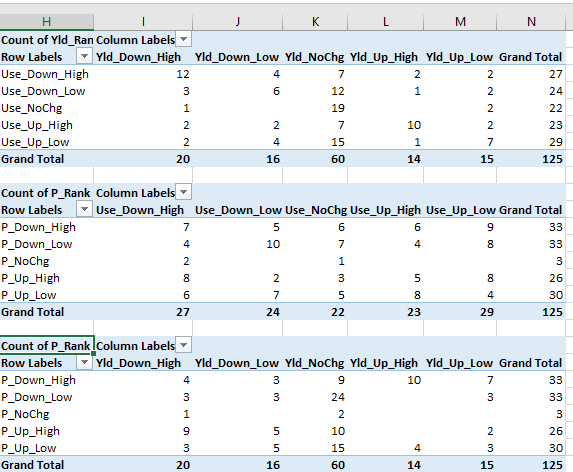 H I J K L M N
Count of Yld_Ran Column Labels
Row Labels Yld_Down_High Yld_Down_Low Yld_NoChg Yld_Up_High Yld_Up_Low Grand Total
Use_Down_High 12 4 7 2 2 27
Use_Down_Low 3 6 12 1 2 24
Use_NoChg 1 19 2 22
Use_Up_High 2 2 7 10 2 23
Use_Up_Low 2 4 15 1 7 29
Grand Total 20 16 60 14 15 125
Count of P_Rank Column Labels
Row Labels Use_Down_High Use_Down_Low Use_NoChg Use_Up_High Use_Up_Low Grand Total
P_Down_High 7 5 6 6 9 33
P_Down_Low 4 10 7 4 8 33
P_NoChg 2 1 3
P_Up_High 8 2 3 5 8 26
P_Up_Low 6 7 5 8 4 30
Grand Total 27 24 22 23 29 125
Count of P_Rank Column Labels
Row Labels Yld_Down_High Yld_Down_Low Yld_NoChg Yld_Up_High Yld_Up_Low Grand Total
P_Down_High 4 3 9 10 7 33
P_Down_Low 3 3 24 3 33
P_NoChg 1 2 3
P_Up_High 9 5 10 2 26
P_Up_Low 3 5 15 4 3 30
Grand Total 20 16 60 14 15 125